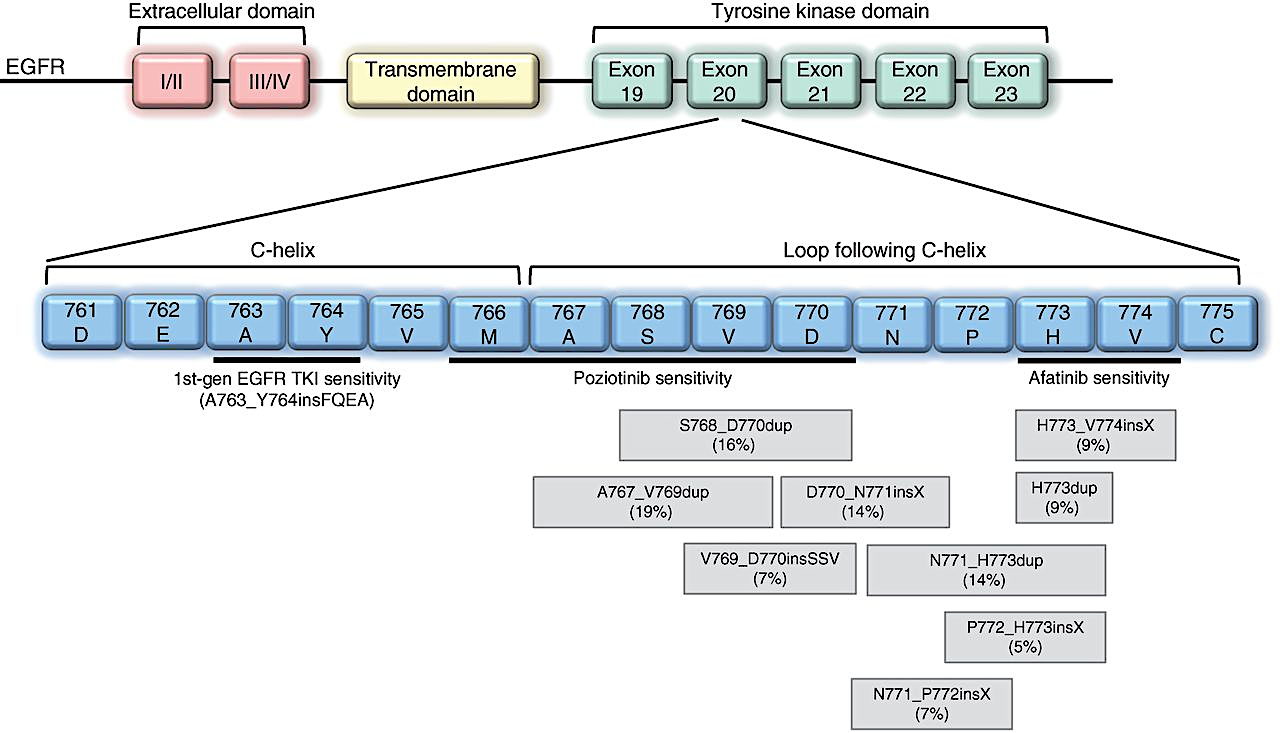 Extracellular domain
Tyrosine kinase domain
EGFR
I/II
III/IV
Transmembrane
domain
Exon
19
Exon
20
Exon
21
Exon
22
Exon
23
C-helix
Loop following C-helix
761
D
762
E
763
A
764
Y
765
V
766
M
767
A
768
S
769
V
770
D
771
N
772
P
773
H
774
V
775
C
1st-gen EGFR TKI sensitivity
(A763_Y764insFQEA)
Poziotinib sensitivity
Afatinib sensitivity
S768_D770dup
(16%)
H773_V774insX
(9%)
A767_V769dup
(19%)
D770_N771insX
(14%)
H773dup
(9%)
V769_D770insSSV
(7%)
N771_H773dup
(14%)
P772_H773insX
(5%)
N771_P772insX
(7%)